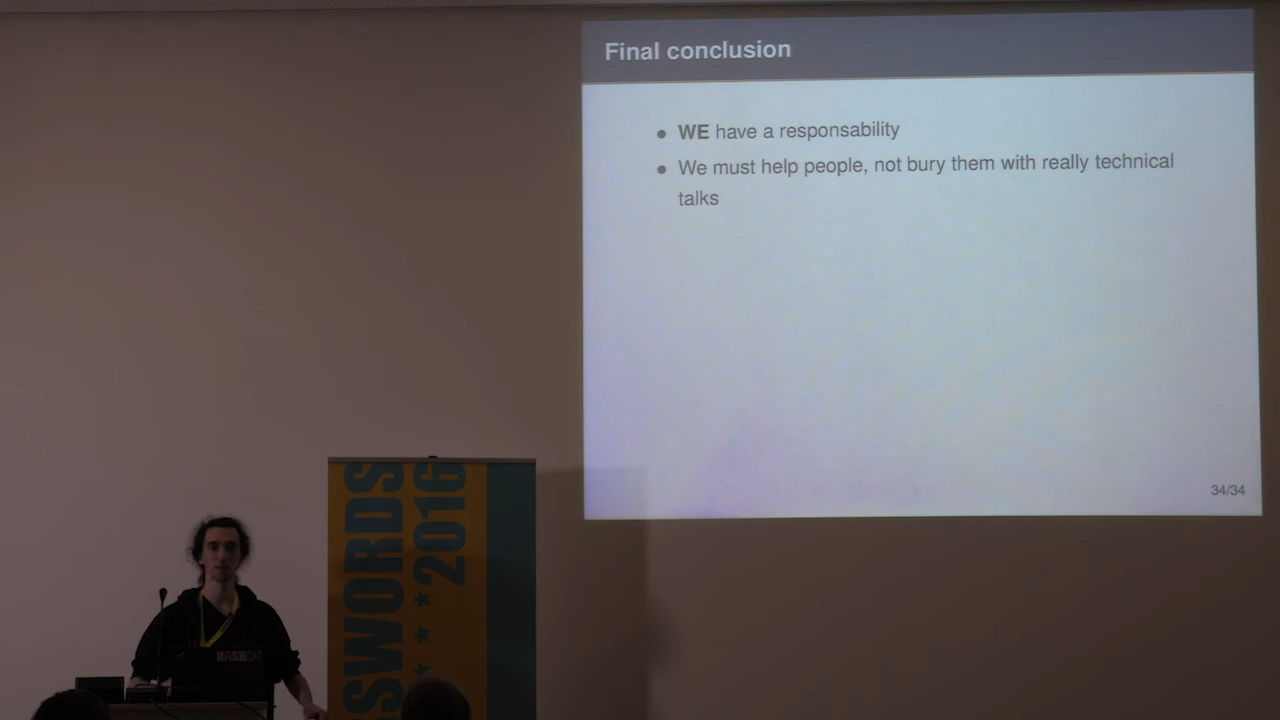 Final conclusion
• WE have a responsability
• We must help people, not bury them with really technical
talks
34/34
SWORDS
* * * 2016
HASHCAT